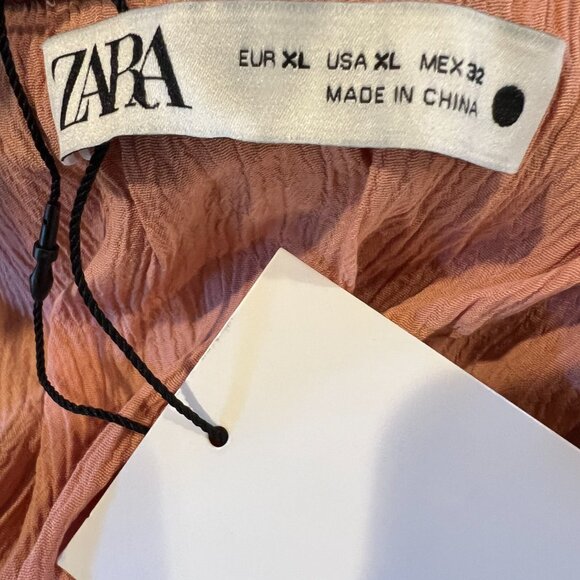 ZARA
EUR XL USA XL MEX 32
MADE IN CHINA